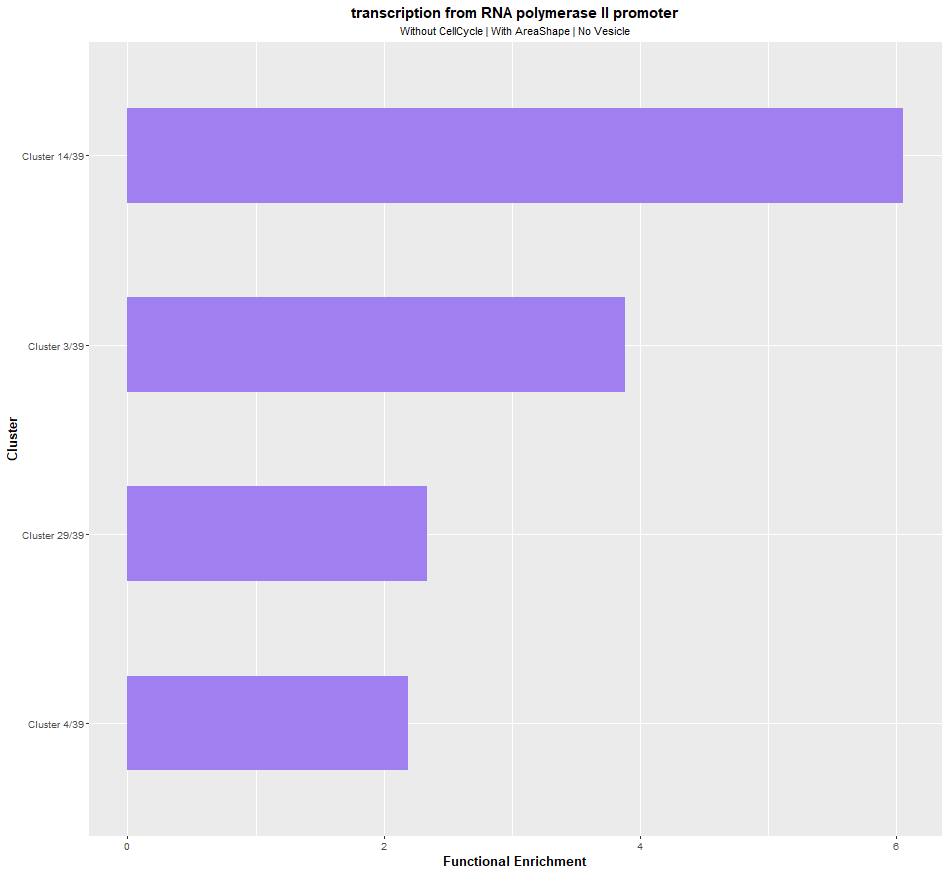 transcription from RNA polymerase II promoter
Without CellCycle | With AreaShape | No Vesicle
Cluster 14/39
Cluster 3/39
Cluster
Cluster 29/39
Cluster 4/39
0 2 4 6
Functional Enrichment